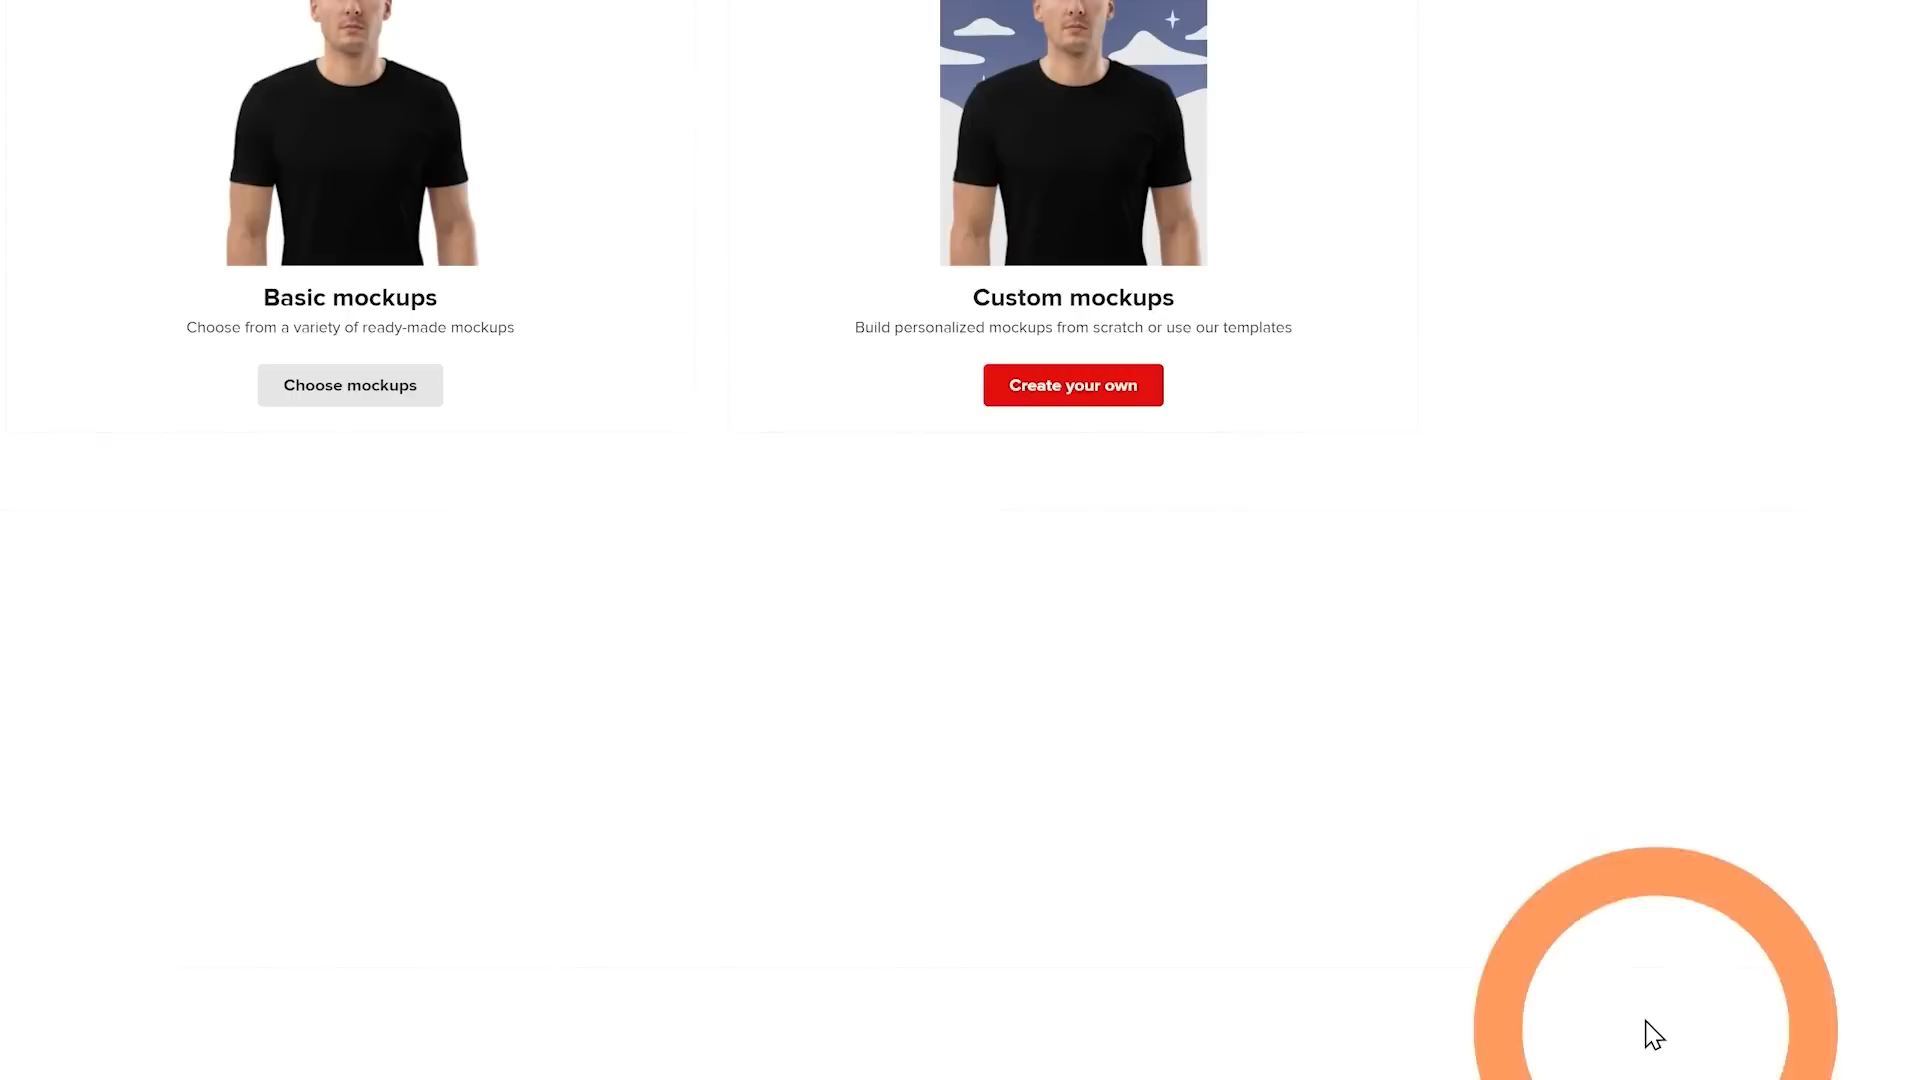 Basic mockups
Choose from a variety of ready-made mockups
Choose mockups
Custom mockups
Build personalized mockups from scratch or use our templates
Create your own